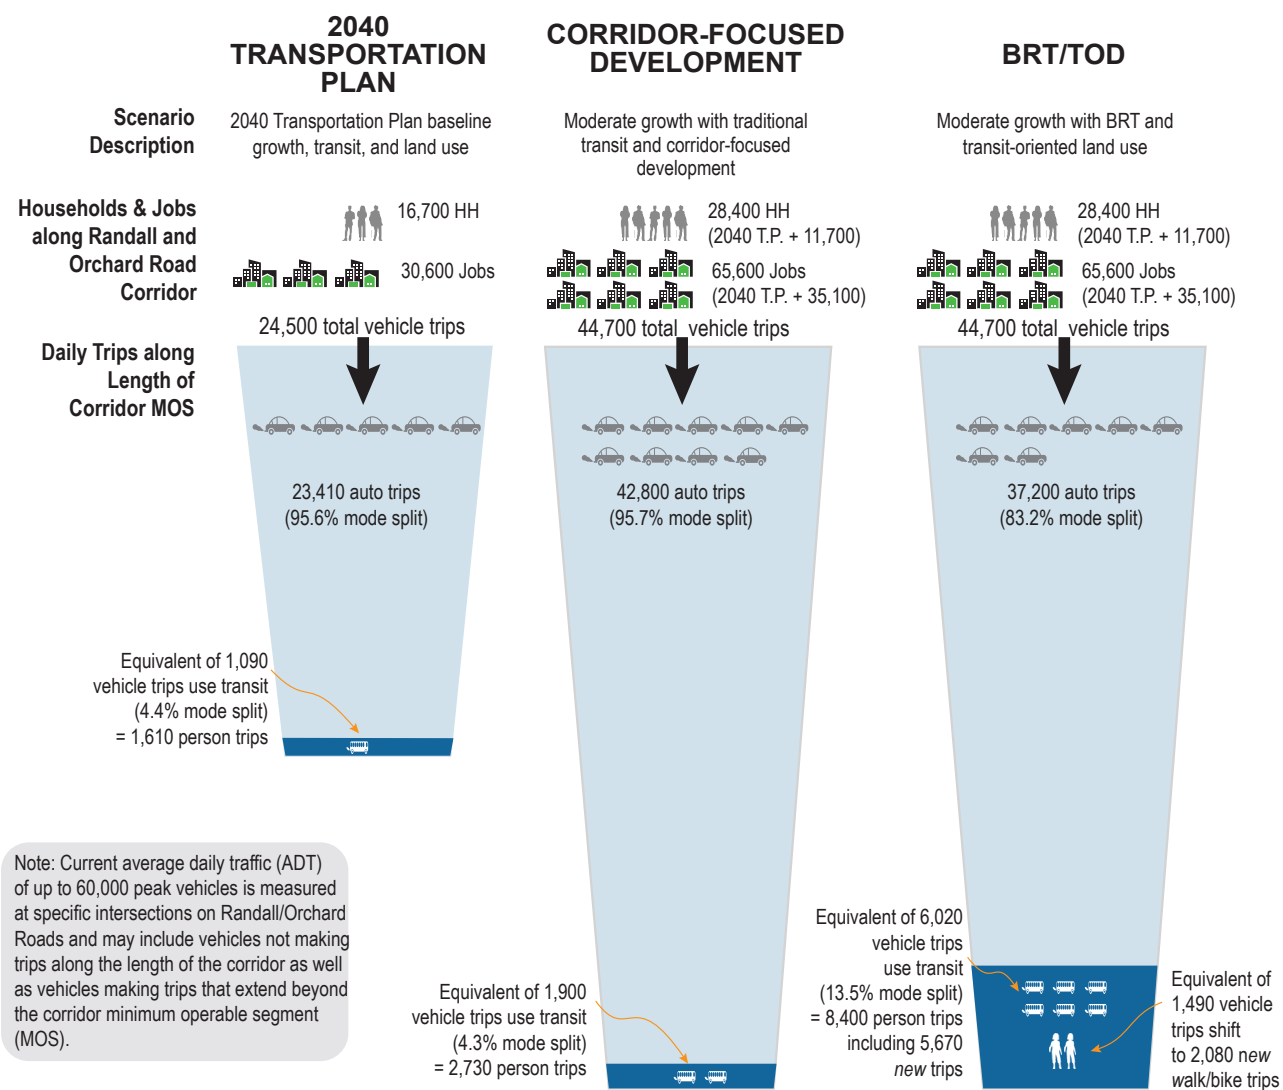 2040
TRANSPORTATION
PLAN
CORRIDOR-FOCUSED
DEVELOPMENT
BRT/TOD
Scenario
Description
2040 Transportation Plan baseline
growth, transit, and land use
Moderate growth with traditional
transit and corridor-focused
development
Moderate growth with BRT and
transit-oriented land use
Households & Jobs
along Randall and
Orchard Road
Corridor
16,700 HH
30,600 Jobs
28,400 HH
(2040 T.P. + 11,700)
65,600 Jobs
(2040 T.P. + 35,100)
28,400 HH
(2040 T.P. + 11,700)
65,600 Jobs
(2040 T.P. + 35,100)
24,500 total vehicle trips
44,700 total vehicle trips
44,700 total vehicle trips
Daily Trips along
Length of
Corridor MOS
23,410 auto trips
(95.6% mode split)
42,800 auto trips
(95.7% mode split)
37,200 auto trips
(83.2% mode split)
Equivalent of 1,090
vehicle trips use transit
(4.4% mode split)
= 1,610 person trips
Note: Current average daily traffic (ADT)
of up to 60,000 peak vehicles is measured
at specific intersections on Randall/Orchard
Roads and may include vehicles not making
trips along the length of the corridor as well
as vehicles making trips that extend beyond
the corridor minimum operable segment
(MOS).
Equivalent of 1,900
vehicle trips use transit
(4.3% mode split)
= 2,730 person trips
Equivalent of 6,020
vehicle trips
use transit
(13.5% mode split)
= 8,400 person trips
including 5,670
new trips
Equivalent of
1,490 vehicle
trips shift
to 2,080 new
walk/bike trips